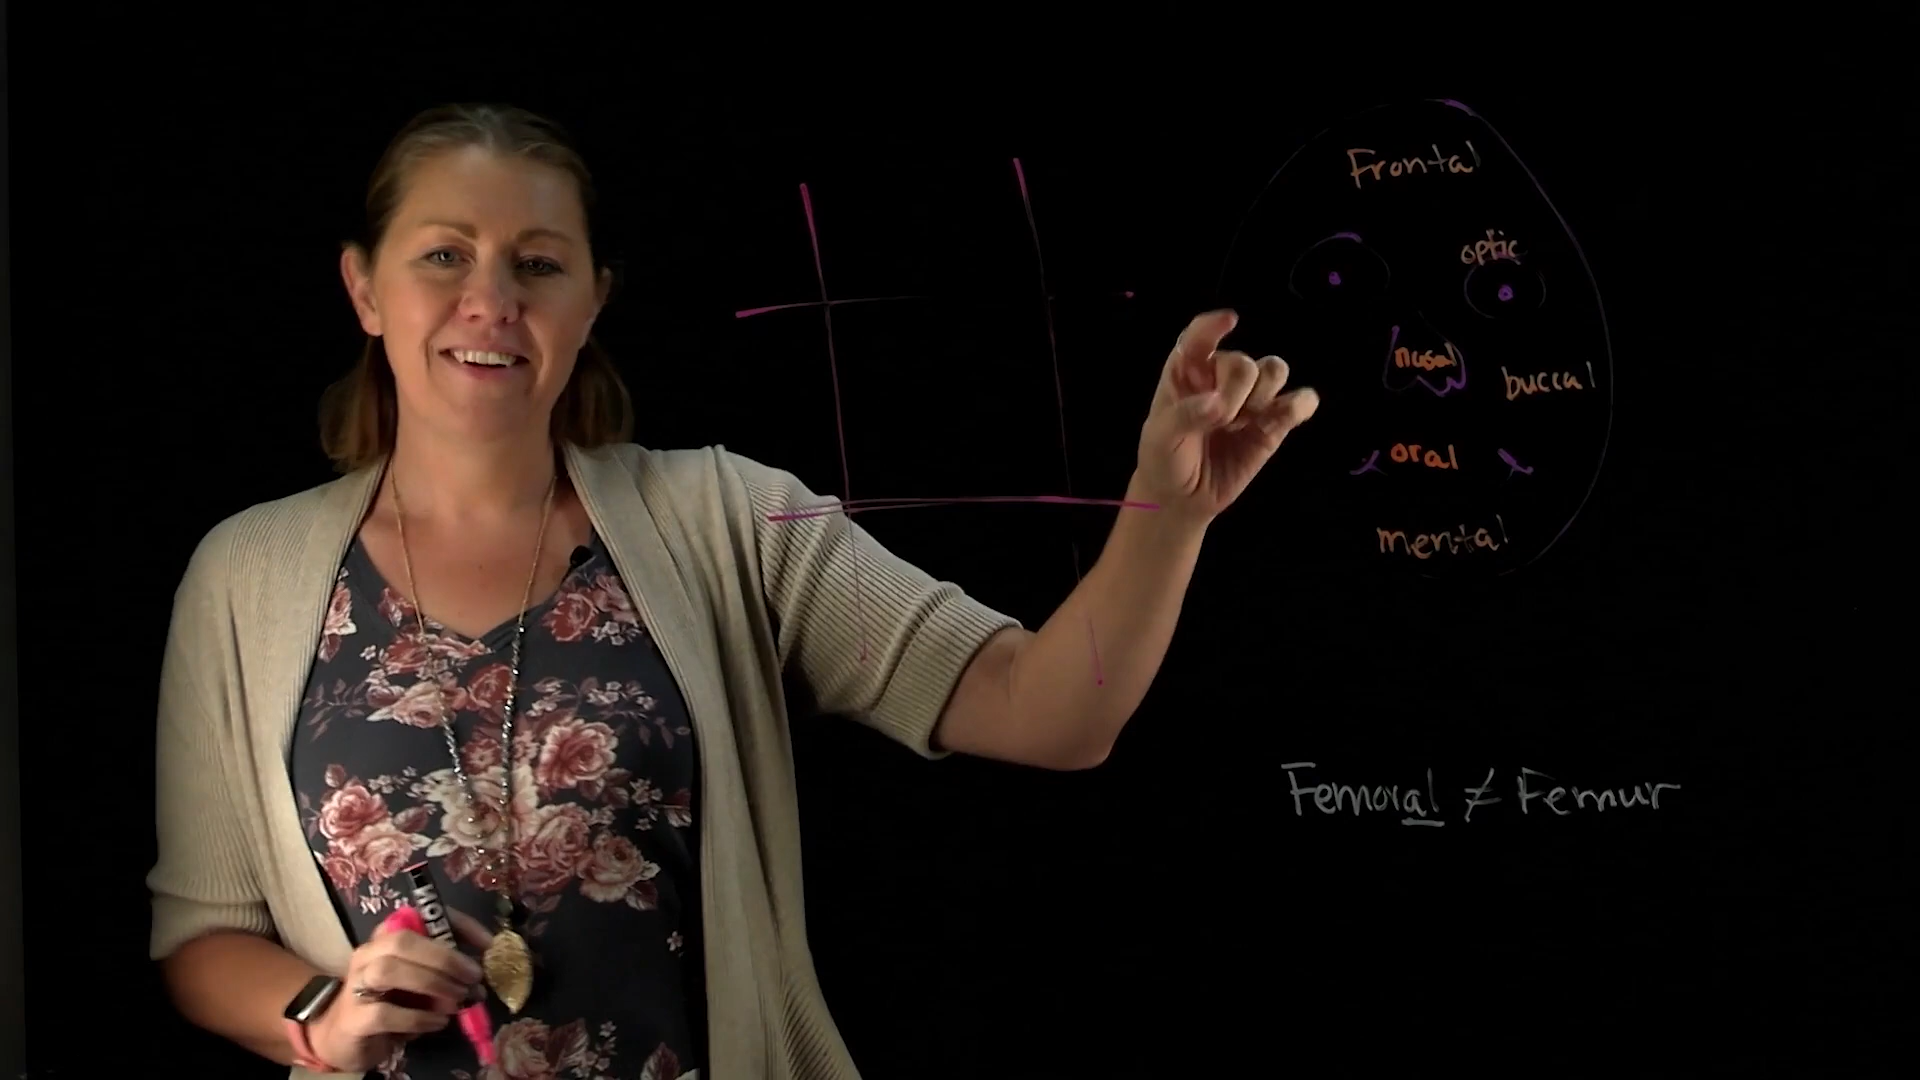 Frontal
optic
nasal
buccal
oral
mental
Femoral ≠ Femur